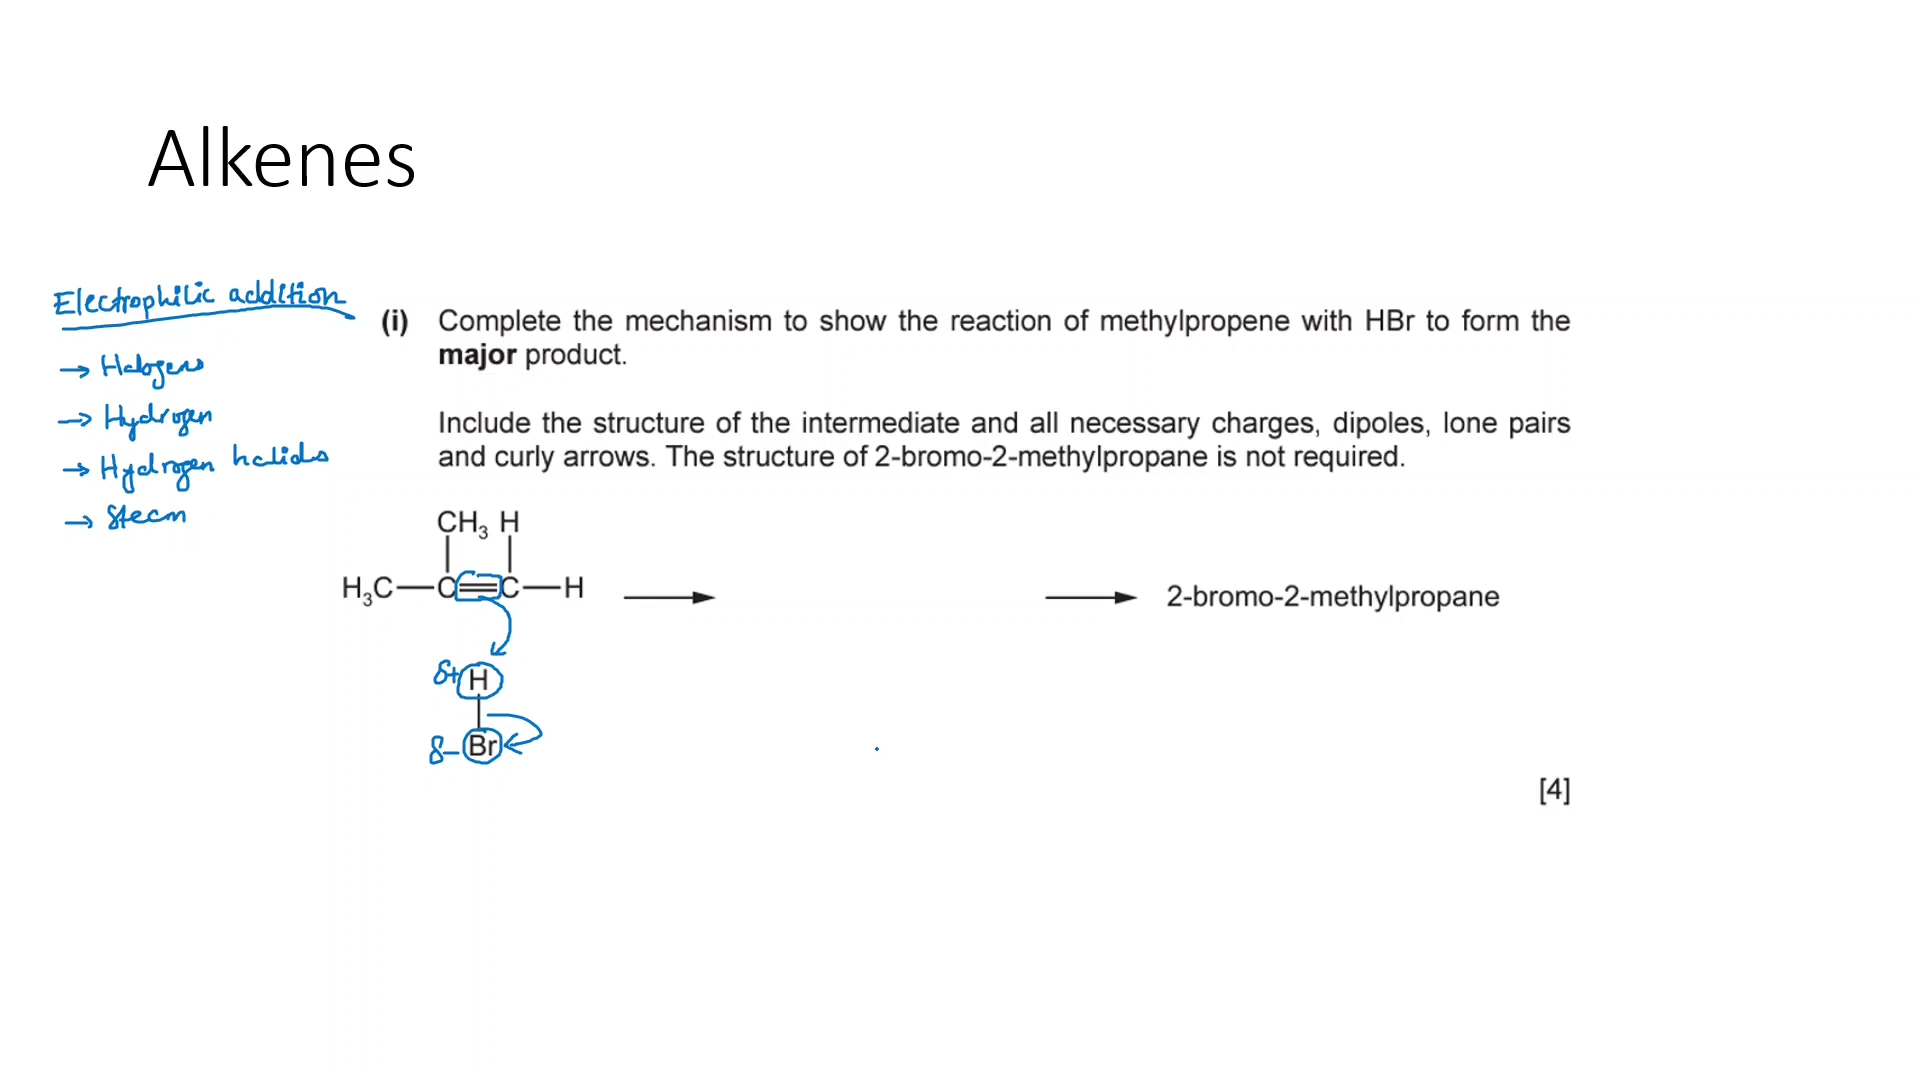 Alkenes
Electrophilic addition
→ Halogens
→ Hydrogen
→ Hydrogen halides
→ Steam
(i) Complete the mechanism to show the reaction of methylpropene with HBr to form the
major product.
Include the structure of the intermediate and all necessary charges, dipoles, lone pairs
and curly arrows. The structure of 2-bromo-2-methylpropane is not required.
CH₃ H
H₃C—C=C—H
2-bromo-2-methylpropane
δ+ H
δ– Br
[4]